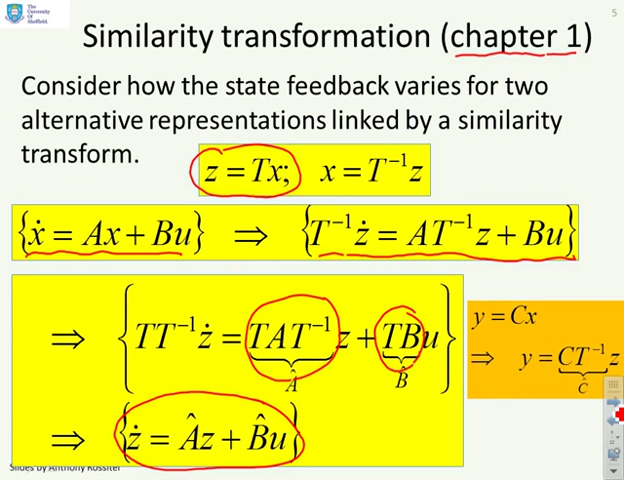 The
University
Of
Sheffield.
5
Similarity transformation (chapter 1)
Consider how the state feedback varies for two
alternative representations linked by a similarity
transform.
z = Tx;  x = T⁻¹z
{ẋ = Ax + Bu} ⇒ {T⁻¹ż = AT⁻¹z + Bu}
⇒ {TT⁻¹ż = TAT⁻¹z + TBu}
Â B̂
y = Cx
⇒ y = CT⁻¹z
Ĉ
⇒ {ż = Âz + B̂u}
Slides by Anthony Rossiter